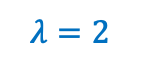 λ = 2